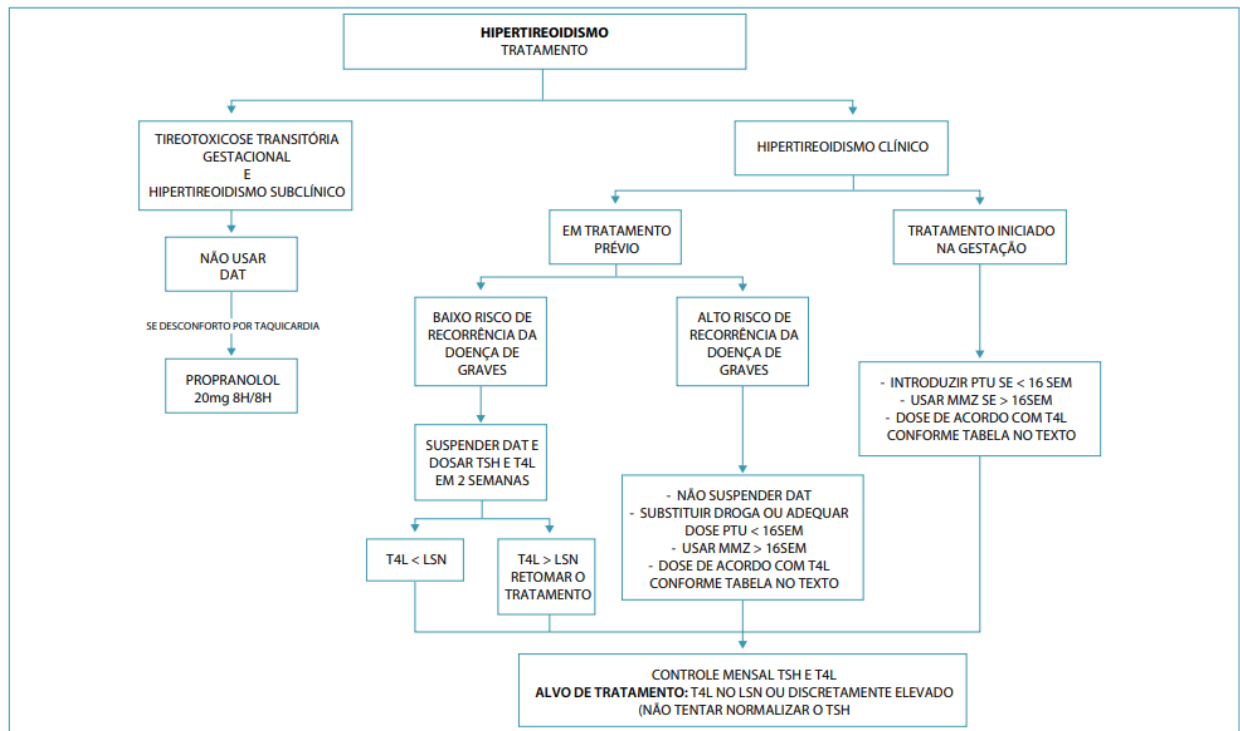 HIPERTIREOIDISMO
TRATAMENTO
TIREOTOXICOSE TRANSITÓRIA
GESTACIONAL
E
HIPERTIREOIDISMO SUBCLÍNICO
HIPERTIREOIDISMO CLÍNICO
NÃO USAR
DAT
SE DESCONFORTO POR TAQUICARDIA
PROPRANOLOL
20mg 8H/8H
EM TRATAMENTO
PRÉVIO
TRATAMENTO INICIADO
NA GESTAÇÃO
BAIXO RISCO DE
RECORRÊNCIA DA
DOENÇA DE
GRAVES
ALTO RISCO DE
RECORRÊNCIA DA
DOENÇA DE
GRAVES
- INTRODUZIR PTU SE < 16 SEM
- USAR MMZ SE > 16SEM
- DOSE DE ACORDO COM T4L
CONFORME TABELA NO TEXTO
SUSPENDER DAT E
DOSAR TSH E T4L
EM 2 SEMANAS
- NÃO SUSPENDER DAT
- SUBSTITUIR DROGA OU ADEQUAR
DOSE PTU < 16SEM
- USAR MMZ > 16SEM
- DOSE DE ACORDO COM T4L
CONFORME TABELA NO TEXTO
T4L < LSN
T4L > LSN
RETOMAR O
TRATAMENTO
CONTROLE MENSAL TSH E T4L
ALVO DE TRATAMENTO: T4L NO LSN OU DISCRETAMENTE ELEVADO
(NÃO TENTAR NORMALIZAR O TSH